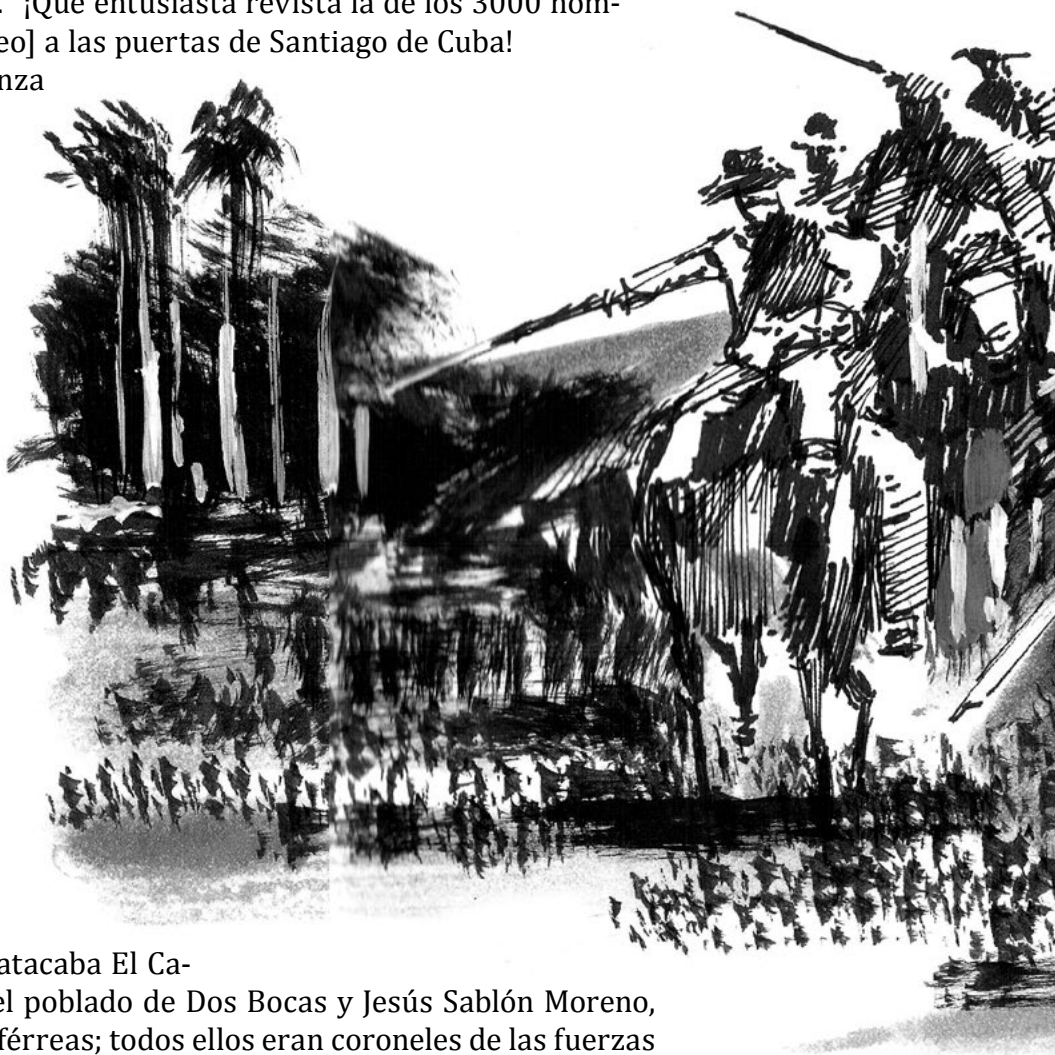 ¡Qué entusiasta revista la de los 3000 hom-
eo] a las puertas de Santiago de Cuba!
nza
atacaba El Ca-
el poblado de Dos Bocas y Jesús Sablón Moreno,
férreas; todos ellos eran coroneles de las fuerzas